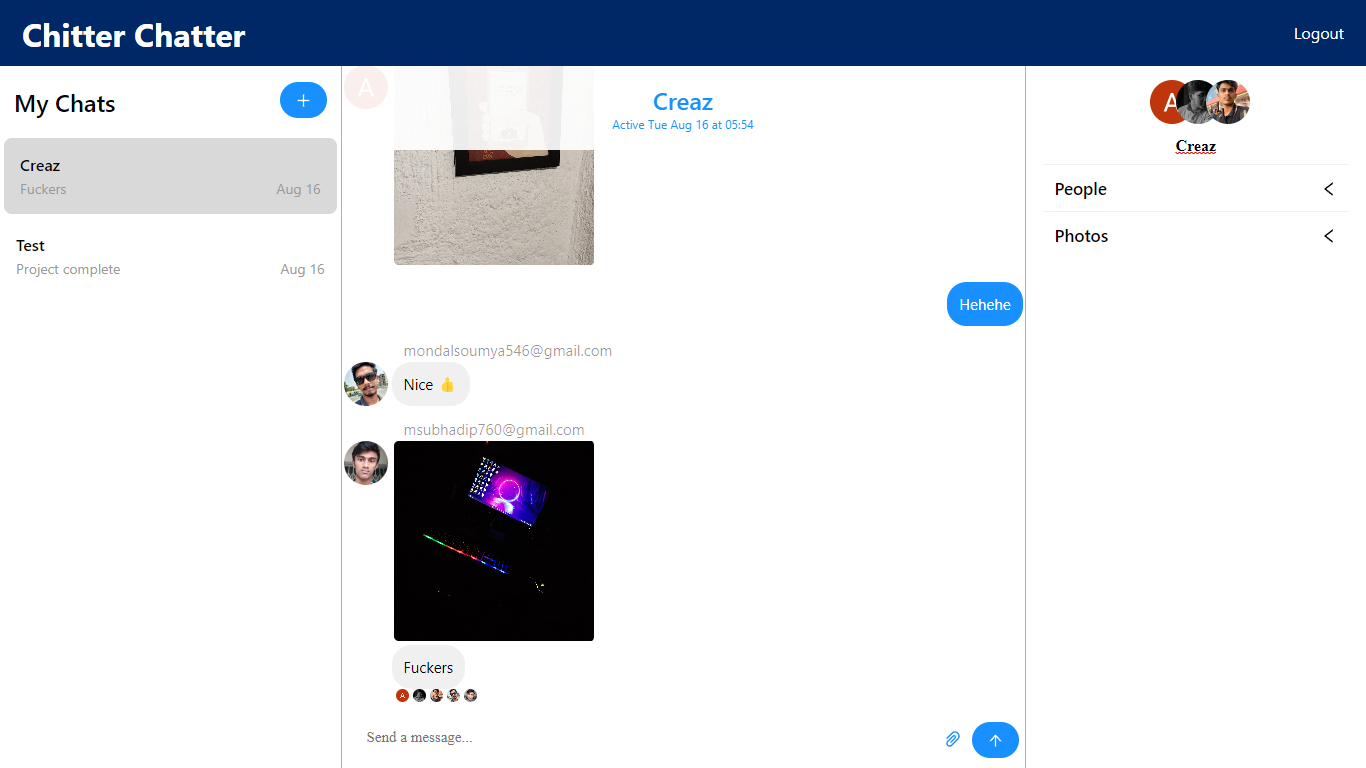 Chitter Chatter
Logout
My Chats
+
Creaz
Fuckers
Aug 16
Test
Project complete
Aug 16
A
Creaz
Active Tue Aug 16 at 05:54
Hehehe
mondalsoumya546@gmail.com
Nice 👍
msubhadip760@gmail.com
Fuckers
A
Send a message...
A
Creaz
People
Photos